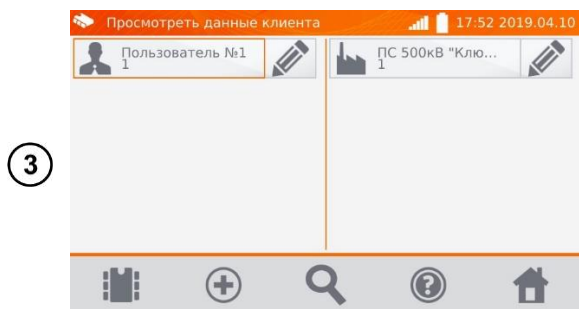 Просмотреть данные клиента 17:52 2019.04.10
Пользователь №1
1
ПС 500кВ "Клю...
1
3